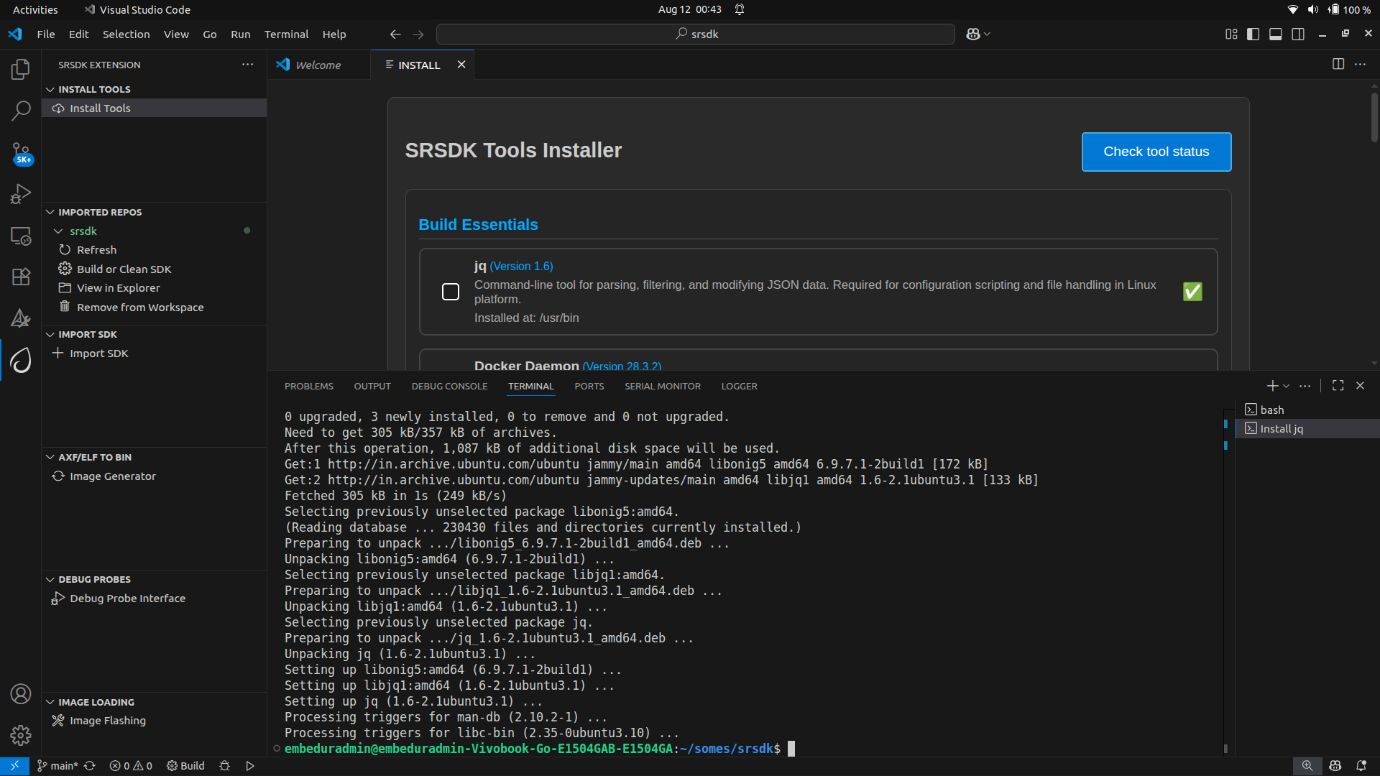 Activities
Visual Studio Code
Aug 12 00:43
100 %
File Edit Selection View Go Run Terminal Help
srsdk
SRSDK EXTENSION
INSTALL TOOLS
Install Tools
5K+
IMPORTED REPOS
srsdk
Refresh
Build or Clean SDK
View in Explorer
Remove from Workspace
IMPORT SDK
Import SDK
AXF/ELF TO BIN
Image Generator
DEBUG PROBES
Debug Probe Interface
IMAGE LOADING
Image Flashing
Welcome
INSTALL
SRSDK Tools Installer
Check tool status
Build Essentials
jq (Version 1.6)
Command-line tool for parsing, filtering, and modifying JSON data. Required for configuration scripting and file handling in Linux
platform.
Installed at: /usr/bin
Docker Daemon (Version 28.3.2)
PROBLEMS OUTPUT DEBUG CONSOLE TERMINAL PORTS SERIAL MONITOR LOGGER
0 upgraded, 3 newly installed, 0 to remove and 0 not upgraded.
Need to get 305 kB/357 kB of archives.
After this operation, 1,087 kB of additional disk space will be used.
Get:1 http://in.archive.ubuntu.com/ubuntu jammy/main amd64 libonig5 amd64 6.9.7.1-2build1 [172 kB]
Get:2 http://in.archive.ubuntu.com/ubuntu jammy-updates/main amd64 libjq1 amd64 1.6-2.1ubuntu3.1 [133 kB]
Fetched 305 kB in 1s (249 kB/s)
Selecting previously unselected package libonig5:amd64.
(Reading database ... 230430 files and directories currently installed.)
Preparing to unpack .../libonig5_6.9.7.1-2build1_amd64.deb ...
Unpacking libonig5:amd64 (6.9.7.1-2build1) ...
Selecting previously unselected package libjq1:amd64.
Preparing to unpack .../libjq1_1.6-2.1ubuntu3.1_amd64.deb ...
Unpacking libjq1:amd64 (1.6-2.1ubuntu3.1) ...
Selecting previously unselected package jq.
Preparing to unpack .../jq_1.6-2.1ubuntu3.1_amd64.deb ...
Unpacking jq (1.6-2.1ubuntu3.1) ...
Setting up libonig5:amd64 (6.9.7.1-2build1) ...
Setting up libjq1:amd64 (1.6-2.1ubuntu3.1) ...
Setting up jq (1.6-2.1ubuntu3.1) ...
Processing triggers for man-db (2.10.2-1) ...
Processing triggers for libc-bin (2.35-0ubuntu3.10) ...
embeduradmin@embeduradmin-Vivobook-Go-E1504GAB-E1504GA:~/somes/srsdk$
bash
Install jq
main* 0 0 Build